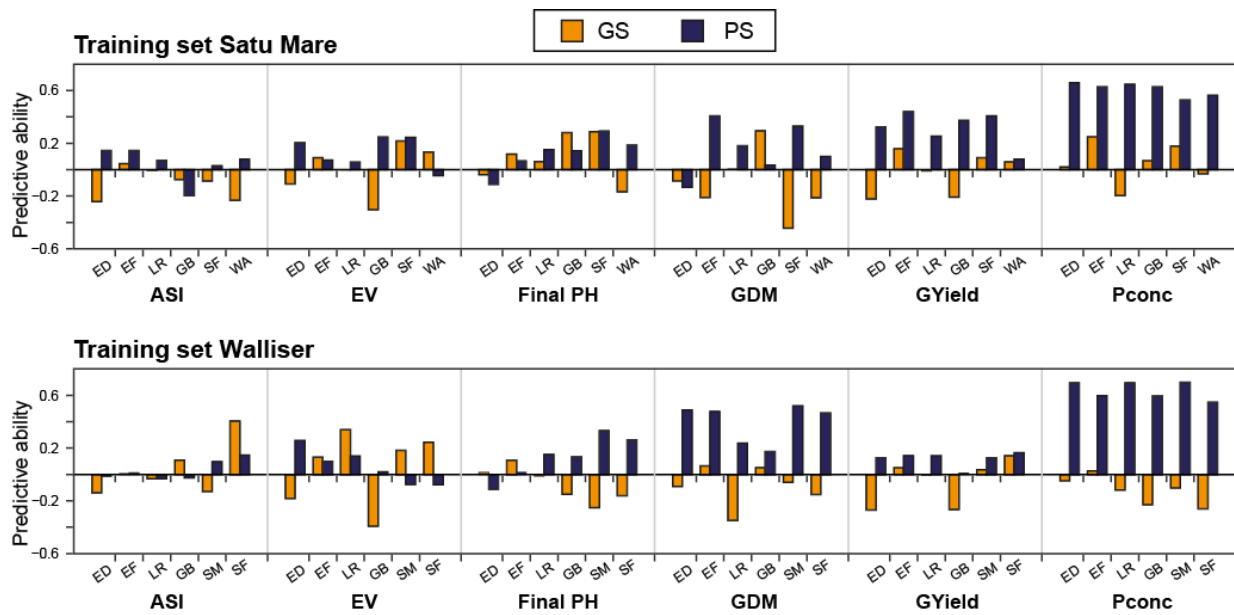 GS PS
Training set Satu Mare
Predictive ability
0.6
0.2
−0.2
−0.6
ED EF LR GB SF WA ED EF LR GB SF WA ED EF LR GB SF WA ED EF LR GB SF WA ED EF LR GB SF WA ED EF LR GB SF WA
ASI EV Final PH GDM GYield Pconc
Training set Walliser
Predictive ability
0.6
0.2
−0.2
−0.6
ED EF LR GB SM SF ED EF LR GB SM SF ED EF LR GB SM SF ED EF LR GB SM SF ED EF LR GB SM SF ED EF LR GB SM SF
ASI EV Final PH GDM GYield Pconc